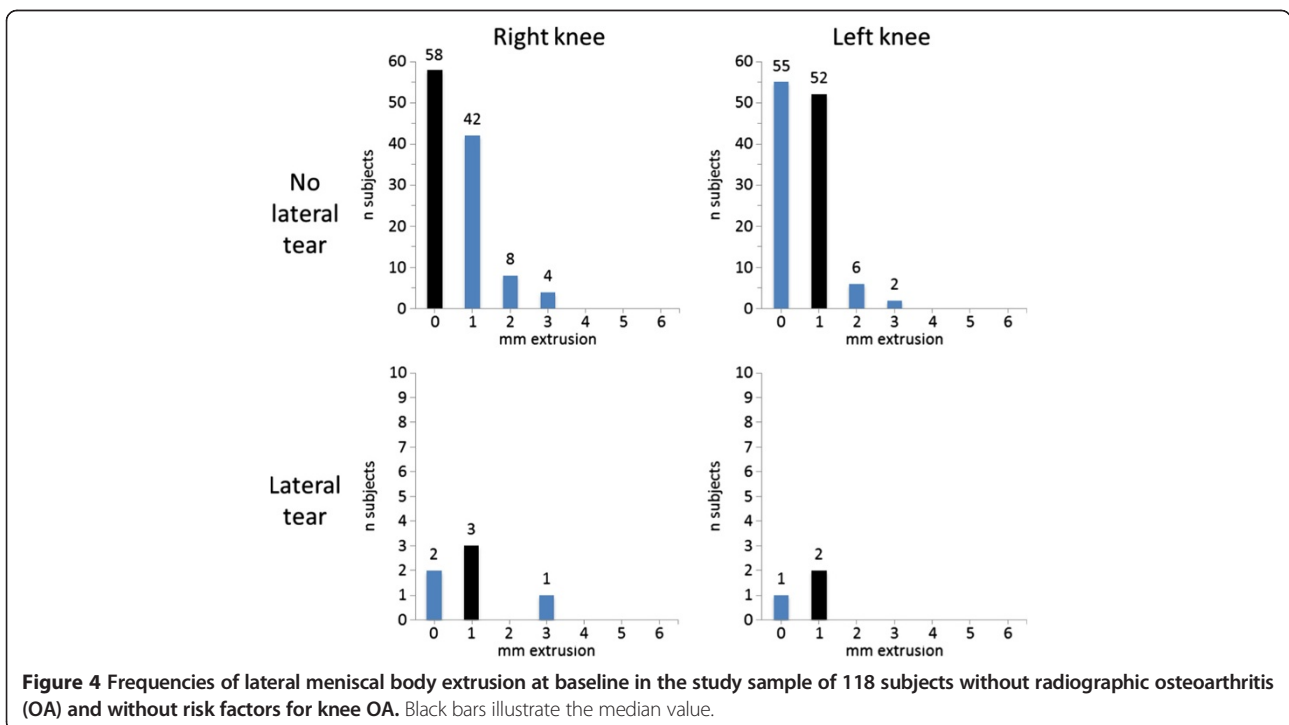 Right knee
Left knee
No
lateral
tear
n subjects
60
50
40
30
20
10
0
58
42
8
4
0 1 2 3 4 5 6
mm extrusion
n subjects
60
50
40
30
20
10
0
55
52
6
2
0 1 2 3 4 5 6
mm extrusion
Lateral
tear
n subjects
10
9
8
7
6
5
4
3
2
1
0
2
3
1
0 1 2 3 4 5 6
mm extrusion
n subjects
10
9
8
7
6
5
4
3
2
1
0
1
2
0 1 2 3 4 5 6
mm extrusion
Figure 4 Frequencies of lateral meniscal body extrusion at baseline in the study sample of 118 subjects without radiographic osteoarthritis
(OA) and without risk factors for knee OA. Black bars illustrate the median value.